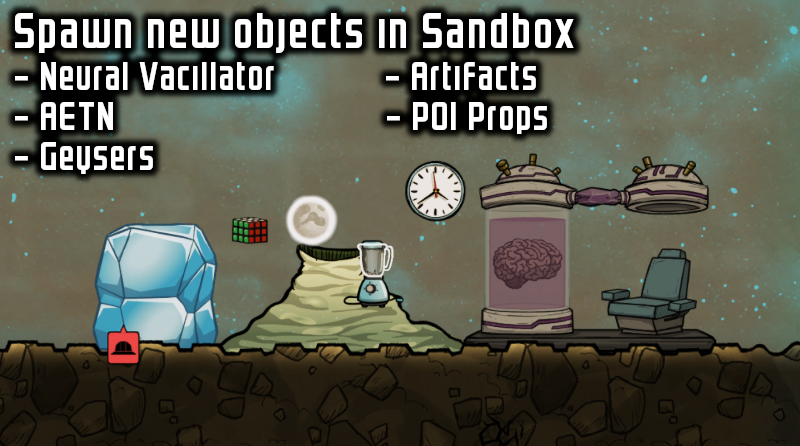 Spawn new objects in Sandbox
- Neural Vacillator
- AETN
- Geysers
- Artifacts
- POI Props